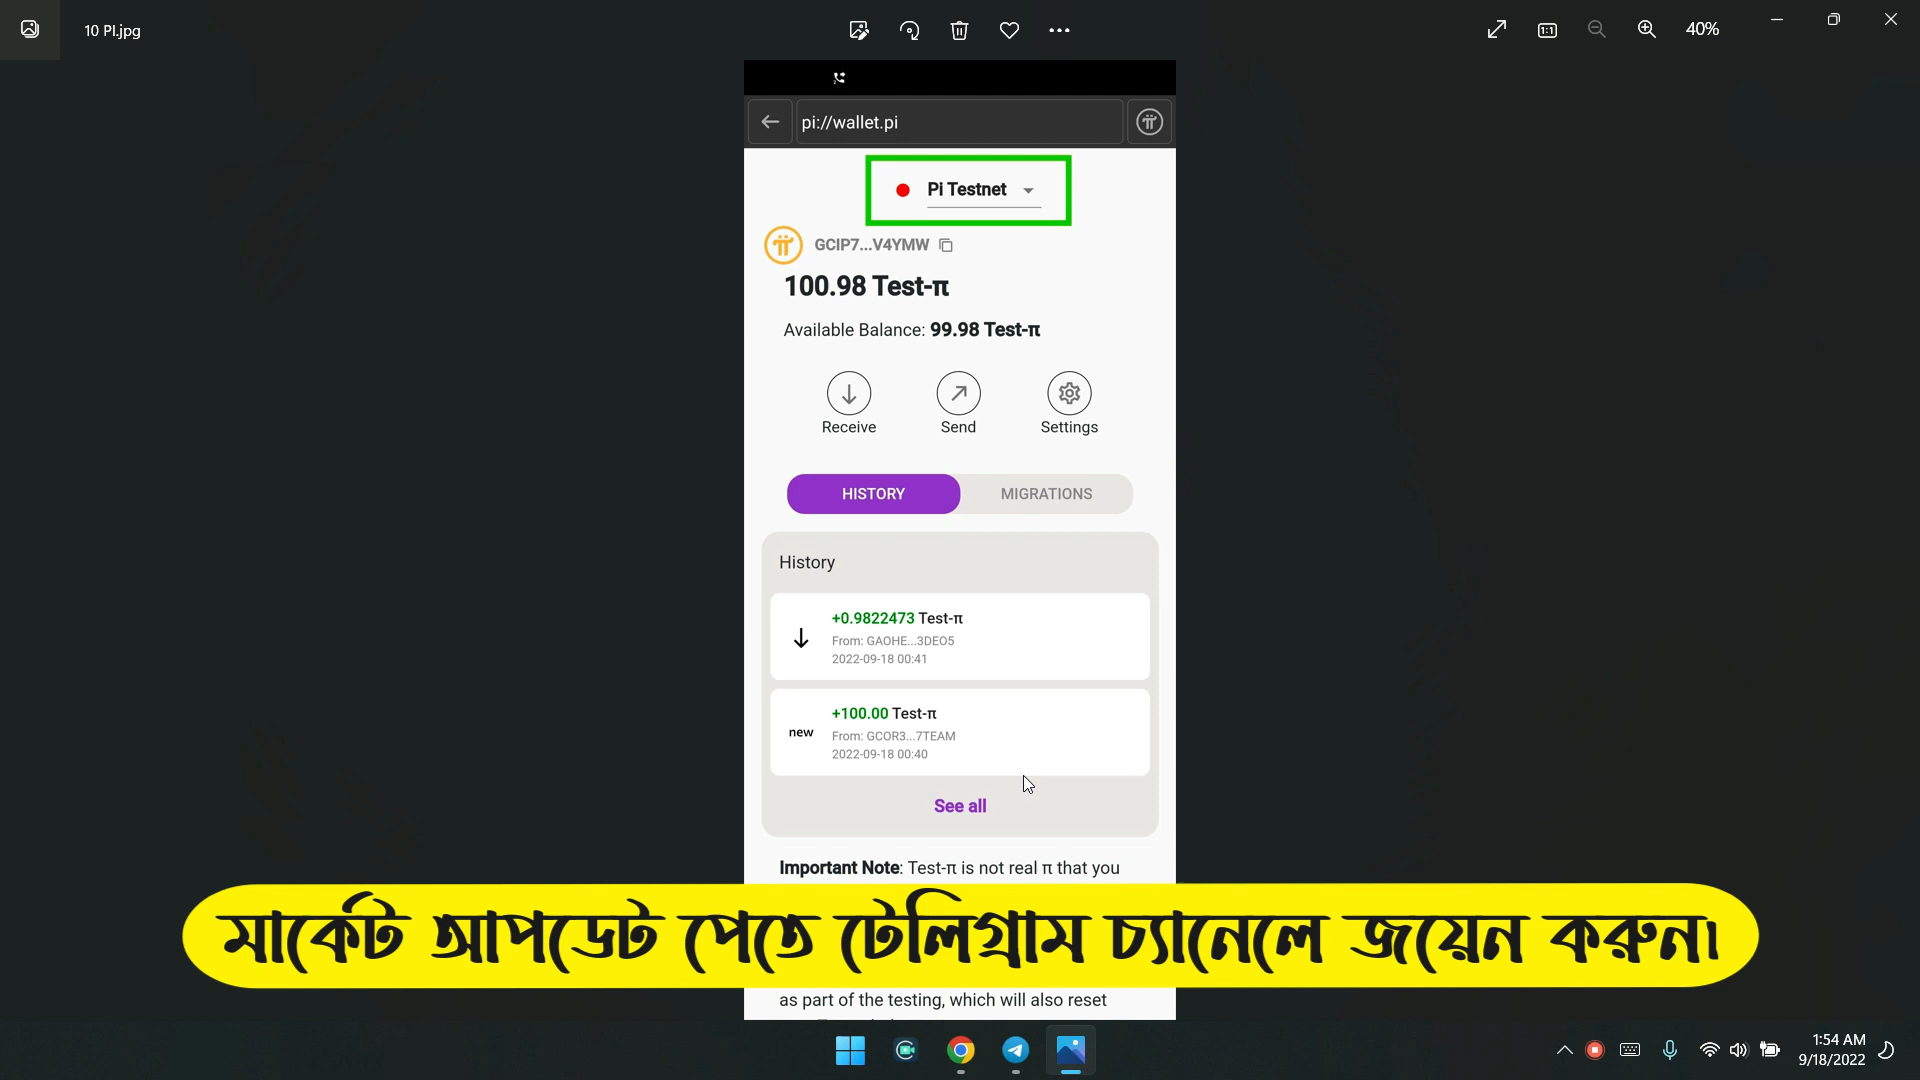 10 PI.jpg
40%
pi://wallet.pi
Pi Testnet
GCIP7...V4YMW
100.98 Test-π
Available Balance: 99.98 Test-π
Receive
Send
Settings
HISTORY
MIGRATIONS
History
+0.9822473 Test-π
From: GAOHE...3DEO5
2022-09-18 00:41
new
+100.00 Test-π
From: GCOR3...7TEAM
2022-09-18 00:40
See all
Important Note: Test-π is not real π that you
মার্কেট আপডেট পেতে টেলিগ্রাম চ্যানেলে জয়েন করুন।
as part of the testing, which will also reset
1:54 AM
9/18/2022